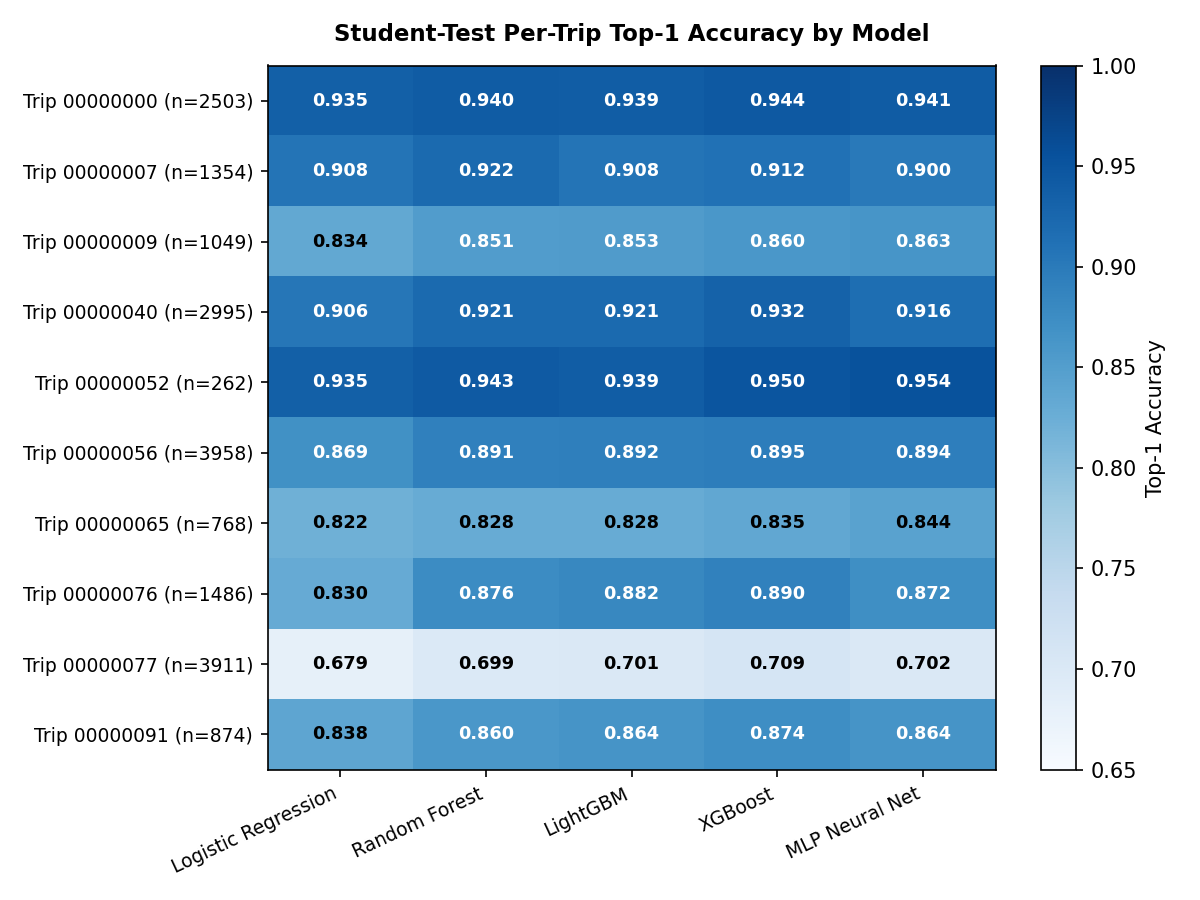 Student-Test Per-Trip Top-1 Accuracy by Model
Trip 00000000 (n=2503) 0.935 0.940 0.939 0.944 0.941
Trip 00000007 (n=1354) 0.908 0.922 0.908 0.912 0.900
Trip 00000009 (n=1049) 0.834 0.851 0.853 0.860 0.863
Trip 00000040 (n=2995) 0.906 0.921 0.921 0.932 0.916
Trip 00000052 (n=262) 0.935 0.943 0.939 0.950 0.954
Trip 00000056 (n=3958) 0.869 0.891 0.892 0.895 0.894
Trip 00000065 (n=768) 0.822 0.828 0.828 0.835 0.844
Trip 00000076 (n=1486) 0.830 0.876 0.882 0.890 0.872
Trip 00000077 (n=3911) 0.679 0.699 0.701 0.709 0.702
Trip 00000091 (n=874) 0.838 0.860 0.864 0.874 0.864
Logistic Regression
Random Forest
LightGBM
XGBoost
MLP Neural Net
1.00
0.95
0.90
0.85
0.80
0.75
0.70
0.65
Top-1 Accuracy